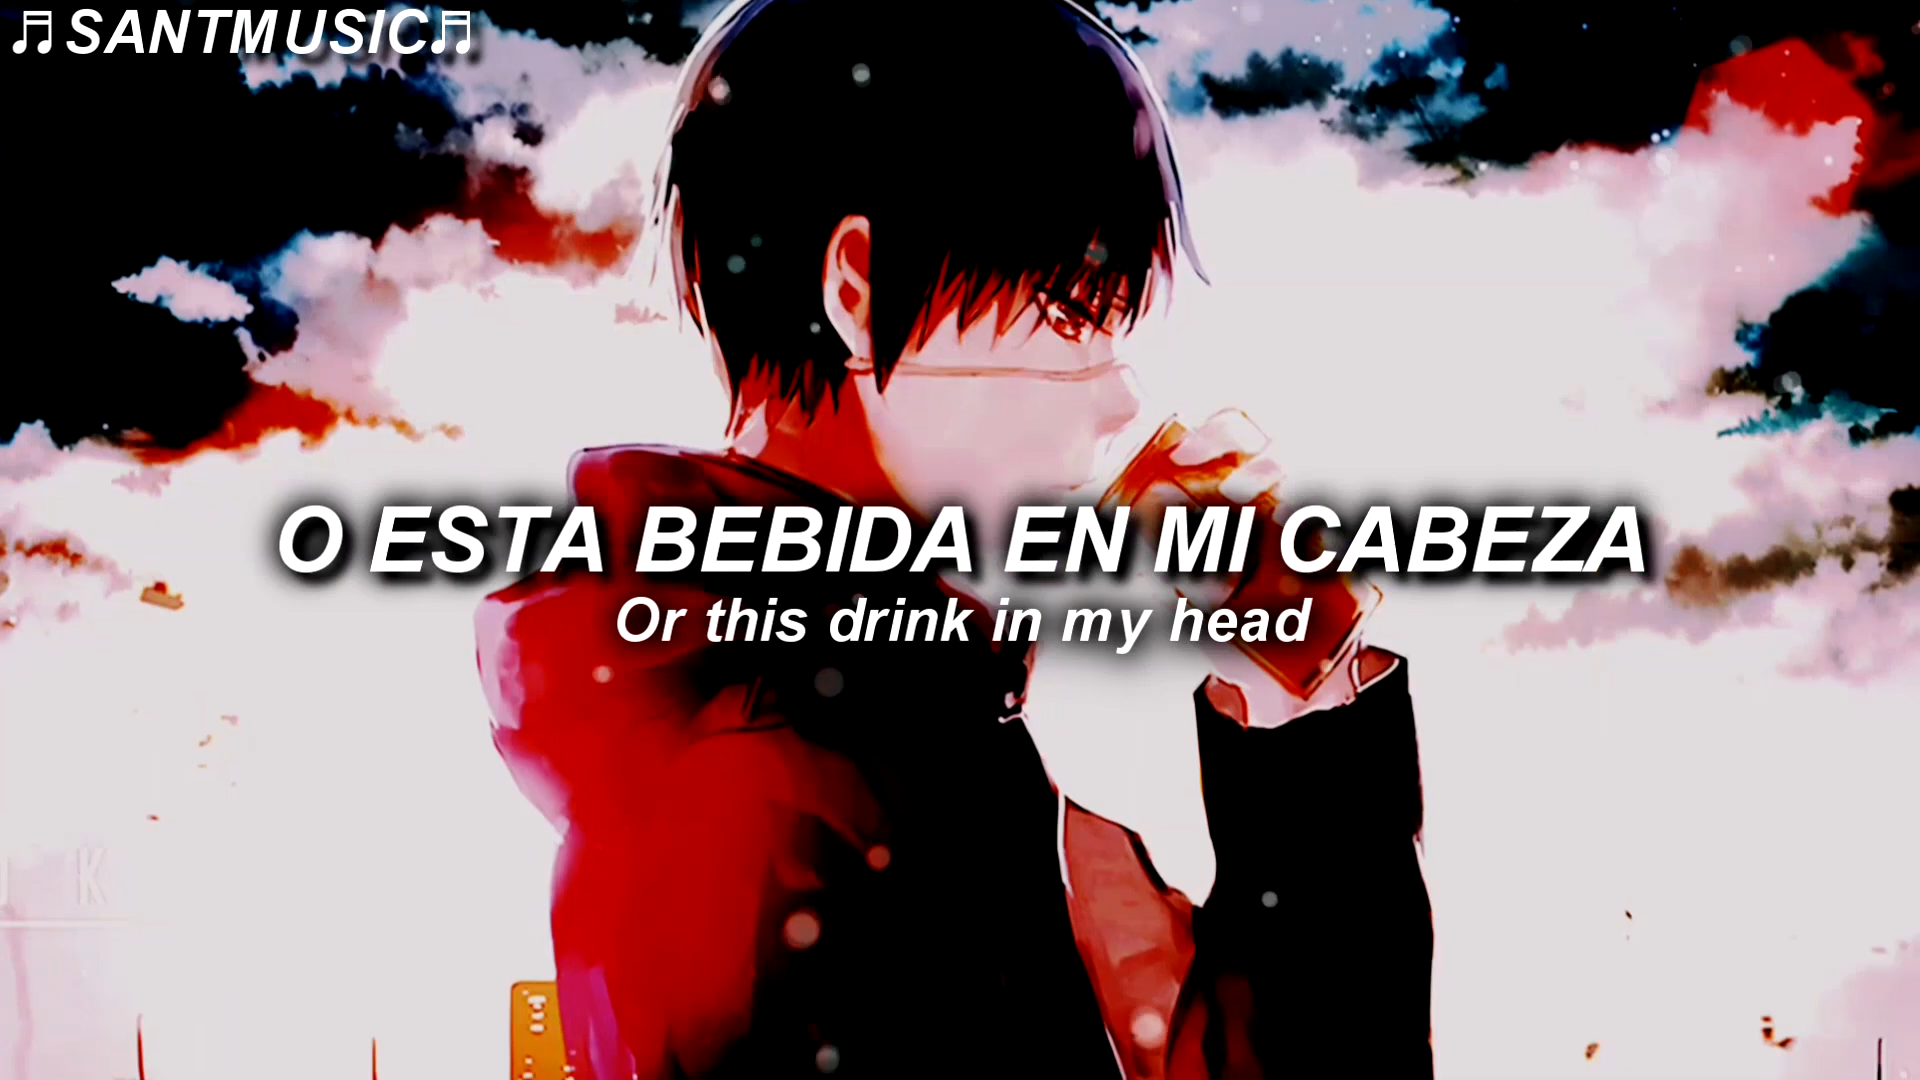 ♬SANTMUSIC♬
O ESTA BEBIDA EN MI CABEZA
Or this drink in my head
K